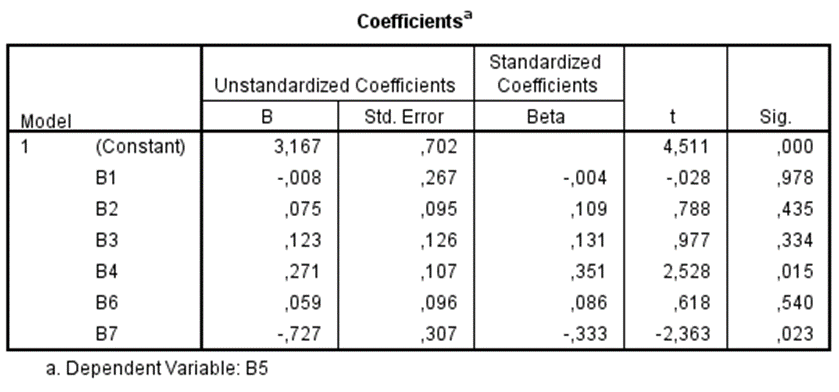 Coefficientsa
Model Unstandardized Coefficients Standardized Coefficients t Sig.
B Std. Error Beta
1 (Constant) 3,167 ,702 4,511 ,000
B1 -,008 ,267 -,004 -,028 ,978
B2 ,075 ,095 ,109 ,788 ,435
B3 ,123 ,126 ,131 ,977 ,334
B4 ,271 ,107 ,351 2,528 ,015
B6 ,059 ,096 ,086 ,618 ,540
B7 -,727 ,307 -,333 -2,363 ,023
a. Dependent Variable: B5